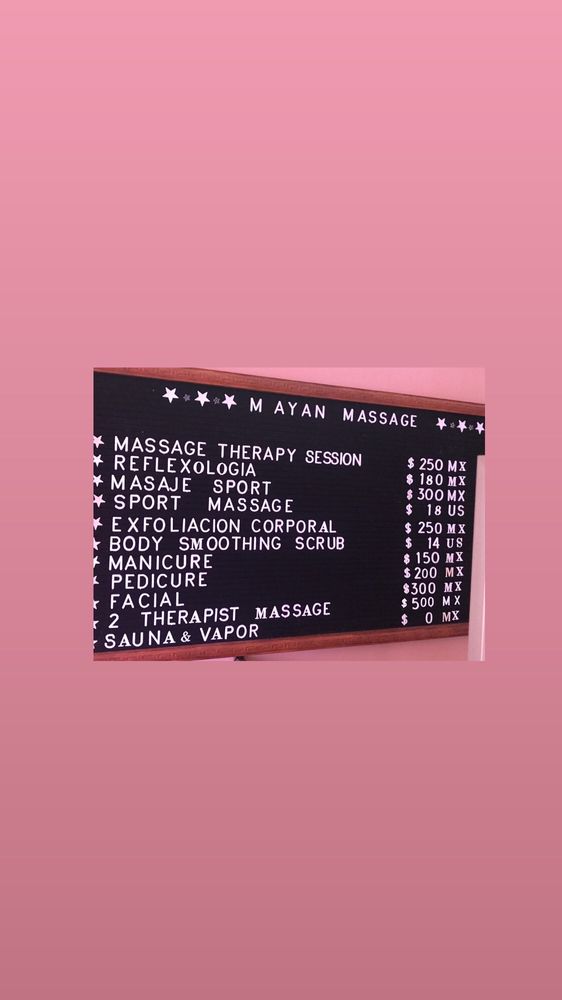 MAYAN MASSAGE
MASSAGE THERAPY SESSION $ 250 MX
REFLEXOLOGIA $ 180 MX
MASAJE SPORT $ 300 MX
SPORT MASSAGE $ 18 US
EXFOLIACION CORPORAL $ 250 MX
BODY SMOOTHING SCRUB $ 14 US
MANICURE $ 150 MX
PEDICURE $ 200 MX
FACIAL $ 300 MX
2 THERAPIST MASSAGE $ 500 MX
SAUNA & VAPOR $ 0 MX